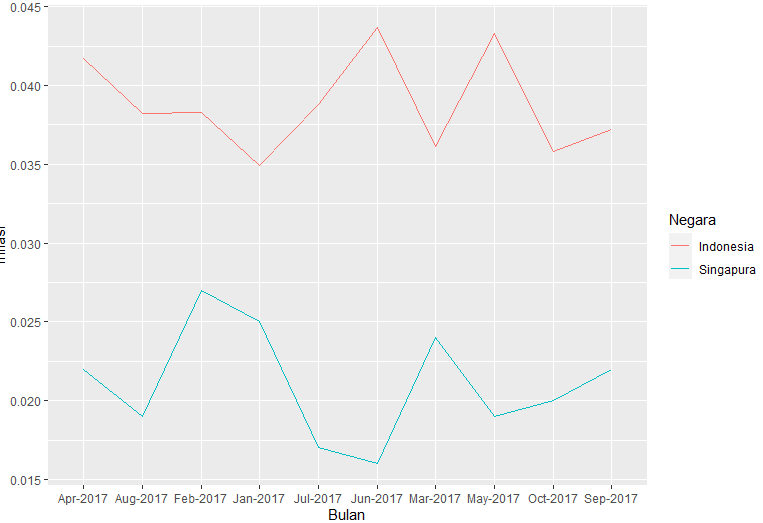 0.045
0.040
0.035
0.030
0.025
0.020
0.015
Apr-2017 Aug-2017 Feb-2017 Jan-2017 Jul-2017 Jun-2017 Mar-2017 May-2017 Oct-2017 Sep-2017
Bulan
Negara
Indonesia
Singapura